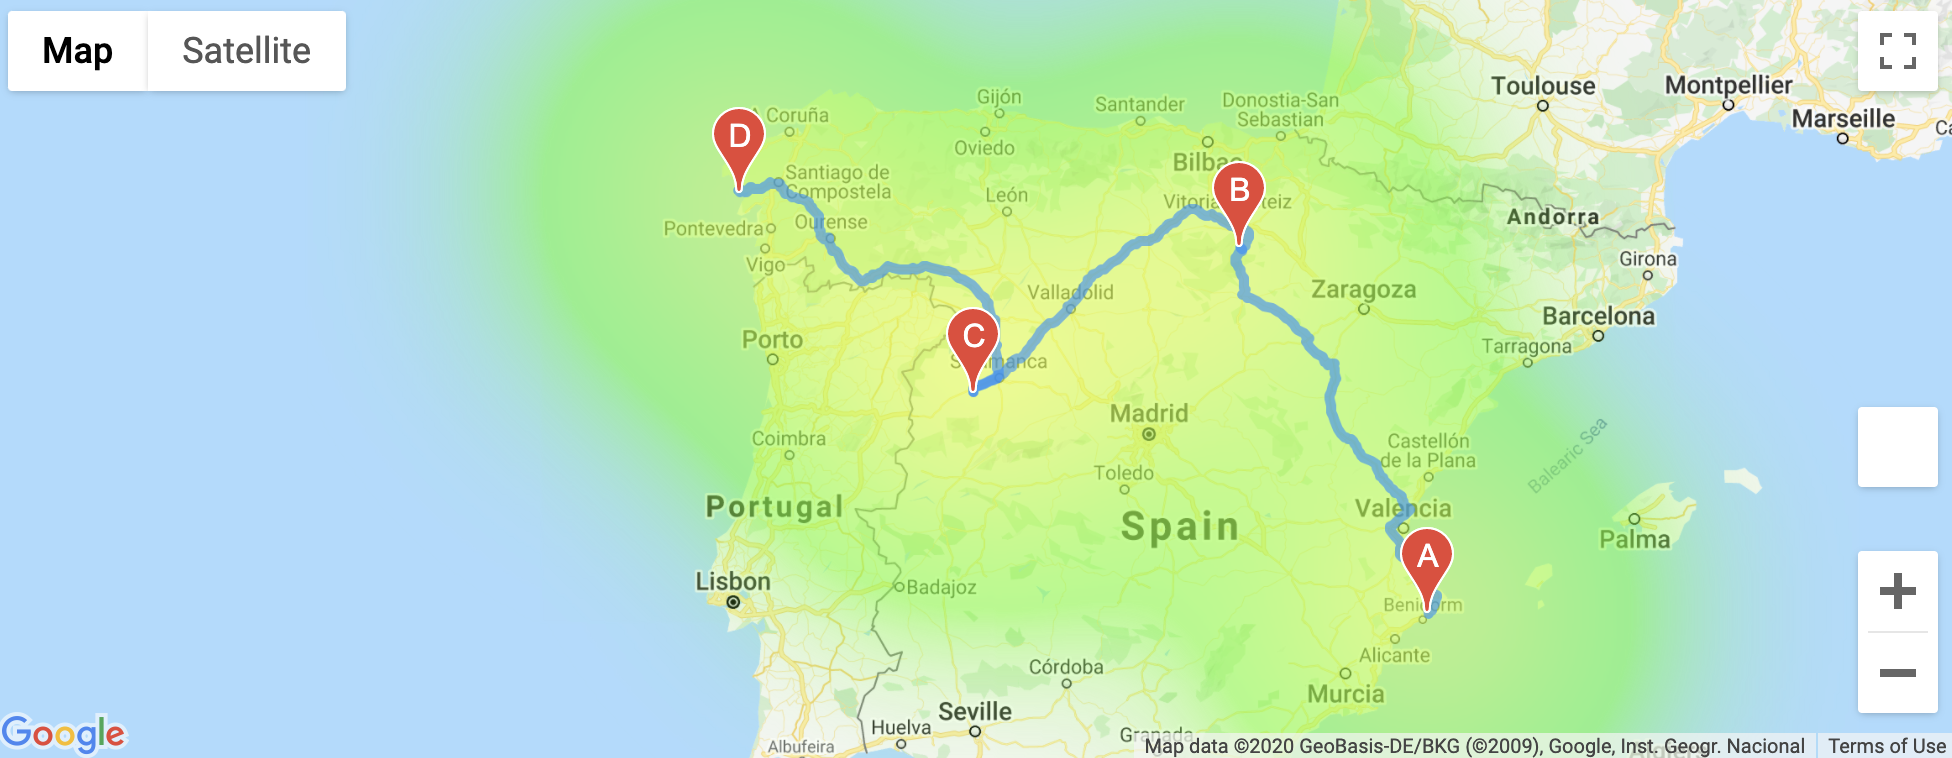 Map
Satellite
Toulouse
Montpellier
Marseille
A Coruña
Gijón
Santander
Donostia-San
Sebastian
D
Oviedo
Bilbao
Santiago de
Compostela
León
B
Andorra
Pontevedra
Ourense
Vigo
Girona
Valladolid
Zaragoza
Barcelona
Porto
C
Tarragona
Salamanca
Madrid
Coimbra
Castellón
de la Plana
Balearic Sea
Toledo
Portugal
Valencia
Spain
Palma
A
Lisbon
Badajoz
Benidorm
Alicante
Córdoba
Murcia
Seville
Huelva
Granada
Google
Albufeira
Map data ©2020 GeoBasis-DE/BKG (©2009), Google, Inst. Geogr. Nacional
Terms of Use